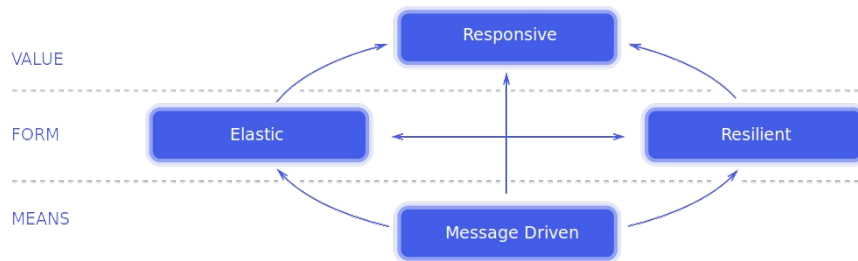 Responsive
VALUE
FORM
Elastic
Resilient
MEANS
Message Driven